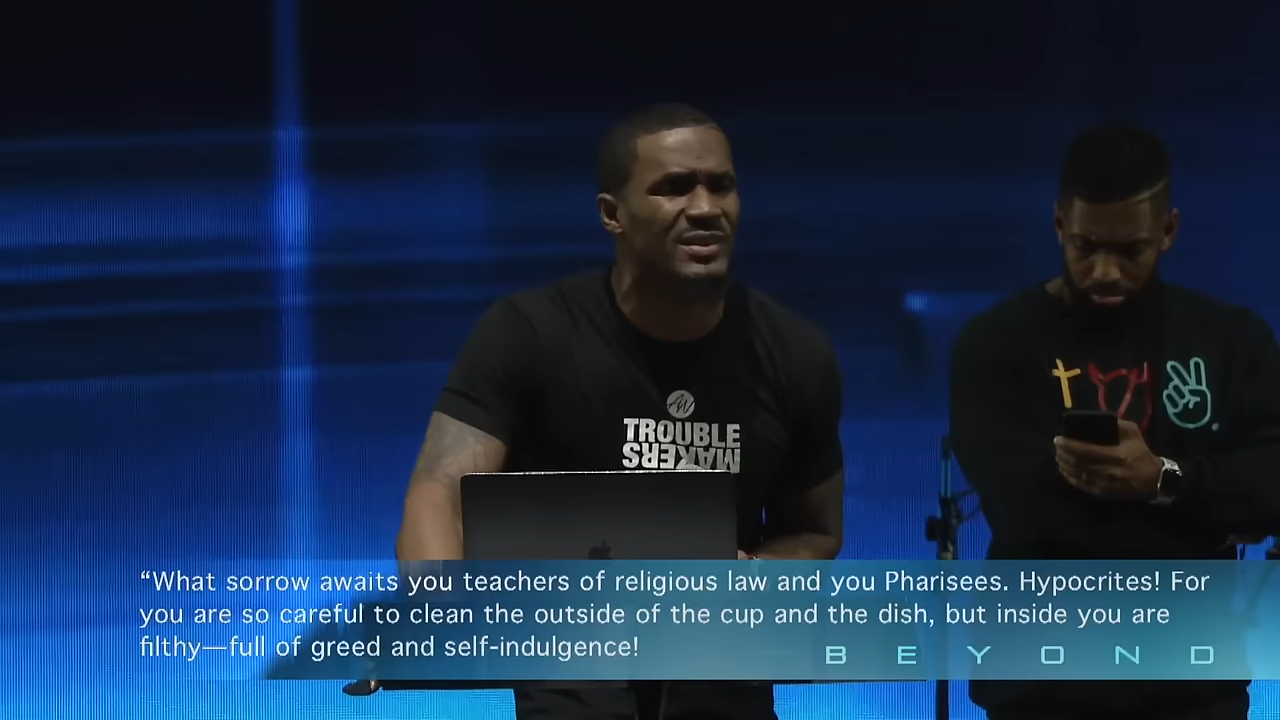 AW
TROUBLE
MAKERS
“What sorrow awaits you teachers of religious law and you Pharisees. Hypocrites! For
you are so careful to clean the outside of the cup and the dish, but inside you are
filthy—full of greed and self-indulgence!
BEYOND